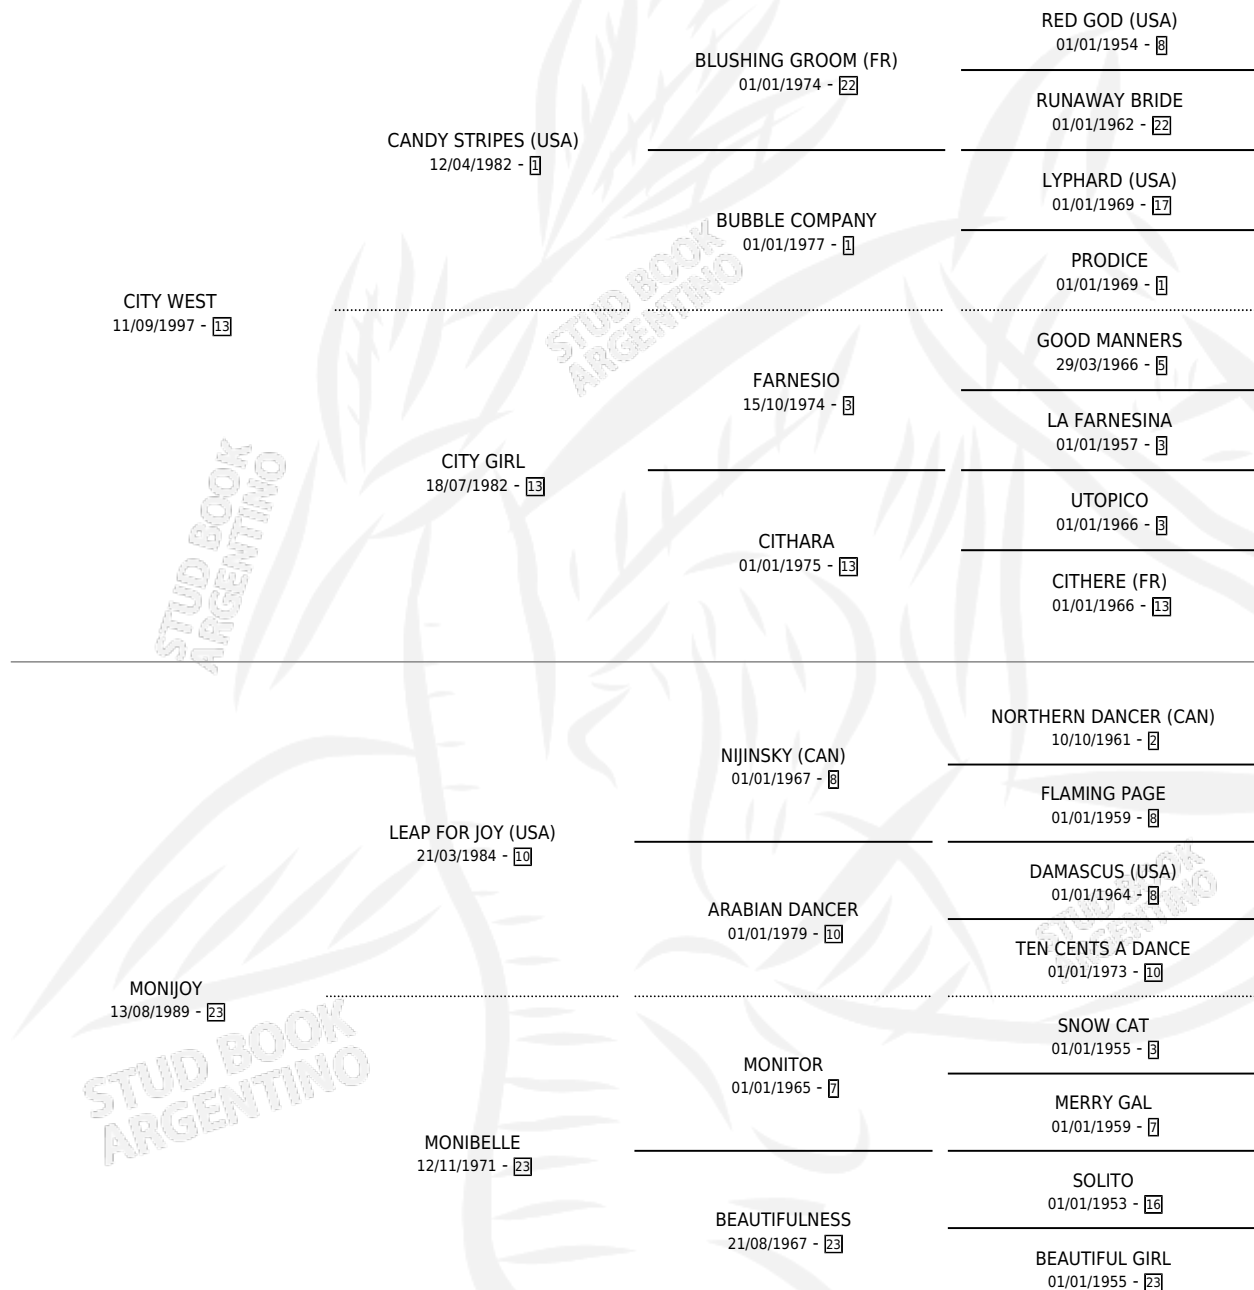 CITY WEST
11/09/1997 - 13
CANDY STRIPES (USA)
12/04/1982 - 1
BLUSHING GROOM (FR)
01/01/1974 - 22
RED GOD (USA)
01/01/1954 - 8
RUNAWAY BRIDE
01/01/1962 - 22
BUBBLE COMPANY
01/01/1977 - 1
LYPHARD (USA)
01/01/1969 - 17
PRODICE
01/01/1969 - 1
CITY GIRL
18/07/1982 - 13
FARNESIO
15/10/1974 - 3
GOOD MANNERS
29/03/1966 - 5
LA FARNESINA
01/01/1957 - 3
CITHARA
01/01/1975 - 13
UTOPICO
01/01/1966 - 3
CITHERE (FR)
01/01/1966 - 13
MONIJOY
13/08/1989 - 23
LEAP FOR JOY (USA)
21/03/1984 - 10
NIJINSKY (CAN)
01/01/1967 - 8
NORTHERN DANCER (CAN)
10/10/1961 - 2
FLAMING PAGE
01/01/1959 - 8
ARABIAN DANCER
01/01/1979 - 10
DAMASCUS (USA)
01/01/1964 - 8
TEN CENTS A DANCE
01/01/1973 - 10
MONIBELLE
12/11/1971 - 23
MONITOR
01/01/1965 - 7
SNOW CAT
01/01/1955 - 3
MERRY GAL
01/01/1959 - 7
BEAUTIFULNESS
21/08/1967 - 23
SOLITO
01/01/1953 - 16
BEAUTIFUL GIRL
01/01/1955 - 23
STUD BOOK
ARGENTINO
STUD BOOK
ARGENTINO
STUD BOOK
ARGENTINO
STUD BOOK
ARGENTINO